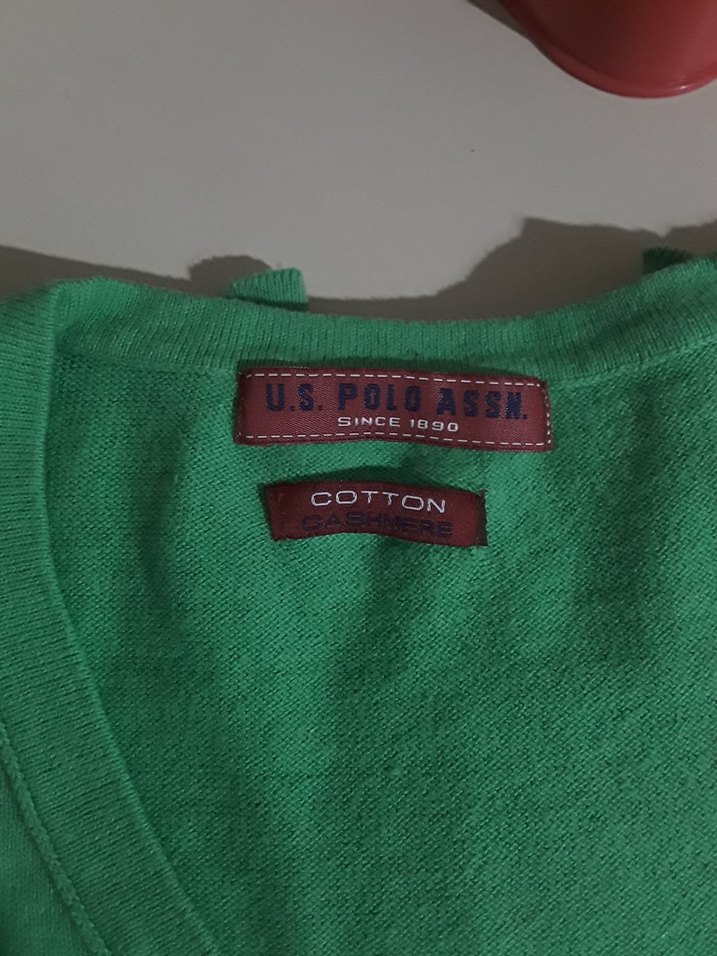 U.S. POLO ASSN.
SINCE 1890
COTTON
CASHMERE